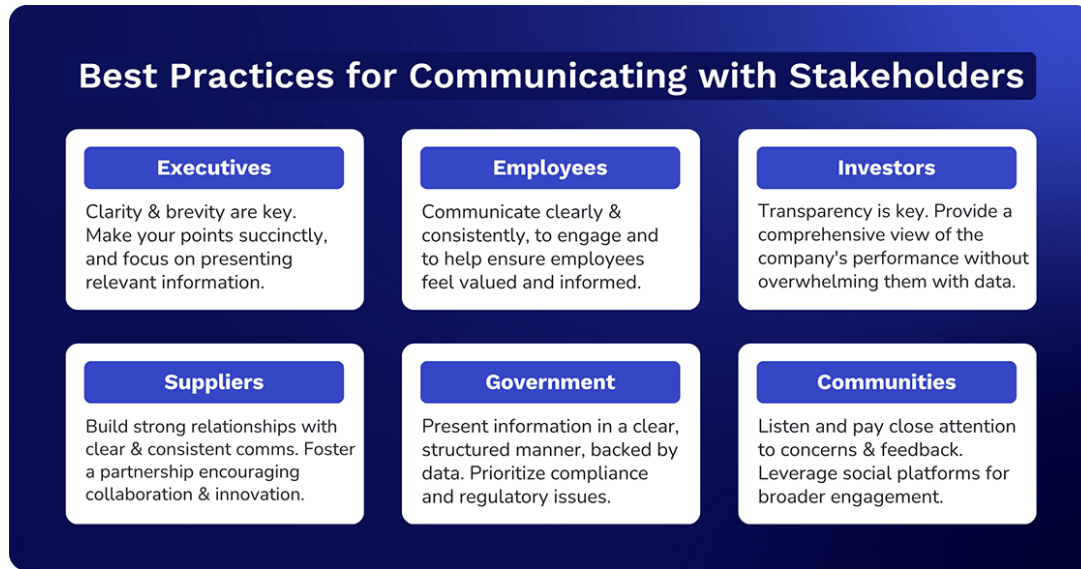 Best Practices for Communicating with Stakeholders
Executives
Clarity & brevity are key.
Make your points succinctly,
and focus on presenting
relevant information.
Employees
Communicate clearly &
consistently, to engage and
to help ensure employees
feel valued and informed.
Investors
Transparency is key. Provide a
comprehensive view of the
company's performance without
overwhelming them with data.
Suppliers
Build strong relationships with
clear & consistent comms. Foster
a partnership encouraging
collaboration & innovation.
Government
Present information in a clear,
structured manner, backed by
data. Prioritize compliance
and regulatory issues.
Communities
Listen and pay close attention
to concerns & feedback.
Leverage social platforms for
broader engagement.